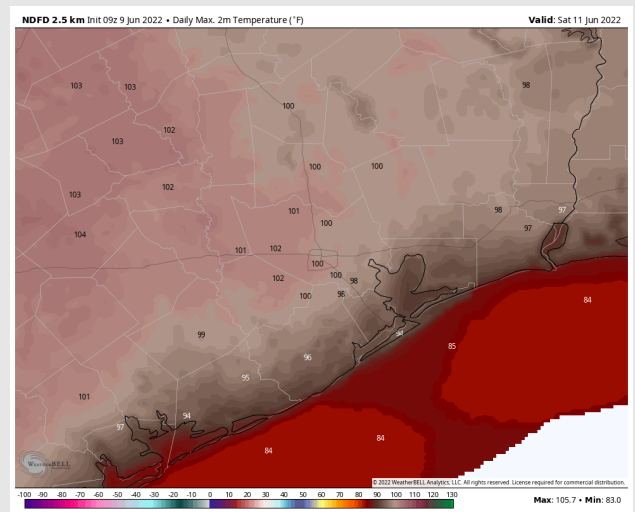 NDFD 2.5 km Init 09z 9 Jun 2022 • Daily Max. 2m Temperature (°F)
Valid: Sat 11 Jun 2022
103 103 98
100
102
103
100 100
102
103
101 98 97
100 97
104
101 102
100
102 100 98
100 98 84
99
85
96
95
101
94
97
84 84
WEATHERBELL
© 2022 WeatherBELL Analytics, LLC. All rights reserved. License required for commercial distribution.
-100 -90 -80 -70 -60 -50 -40 -30 -20 -10 0 10 20 30 40 50 60 70 80 90 100 110 120 130
Max: 105.7 • Min: 83.0